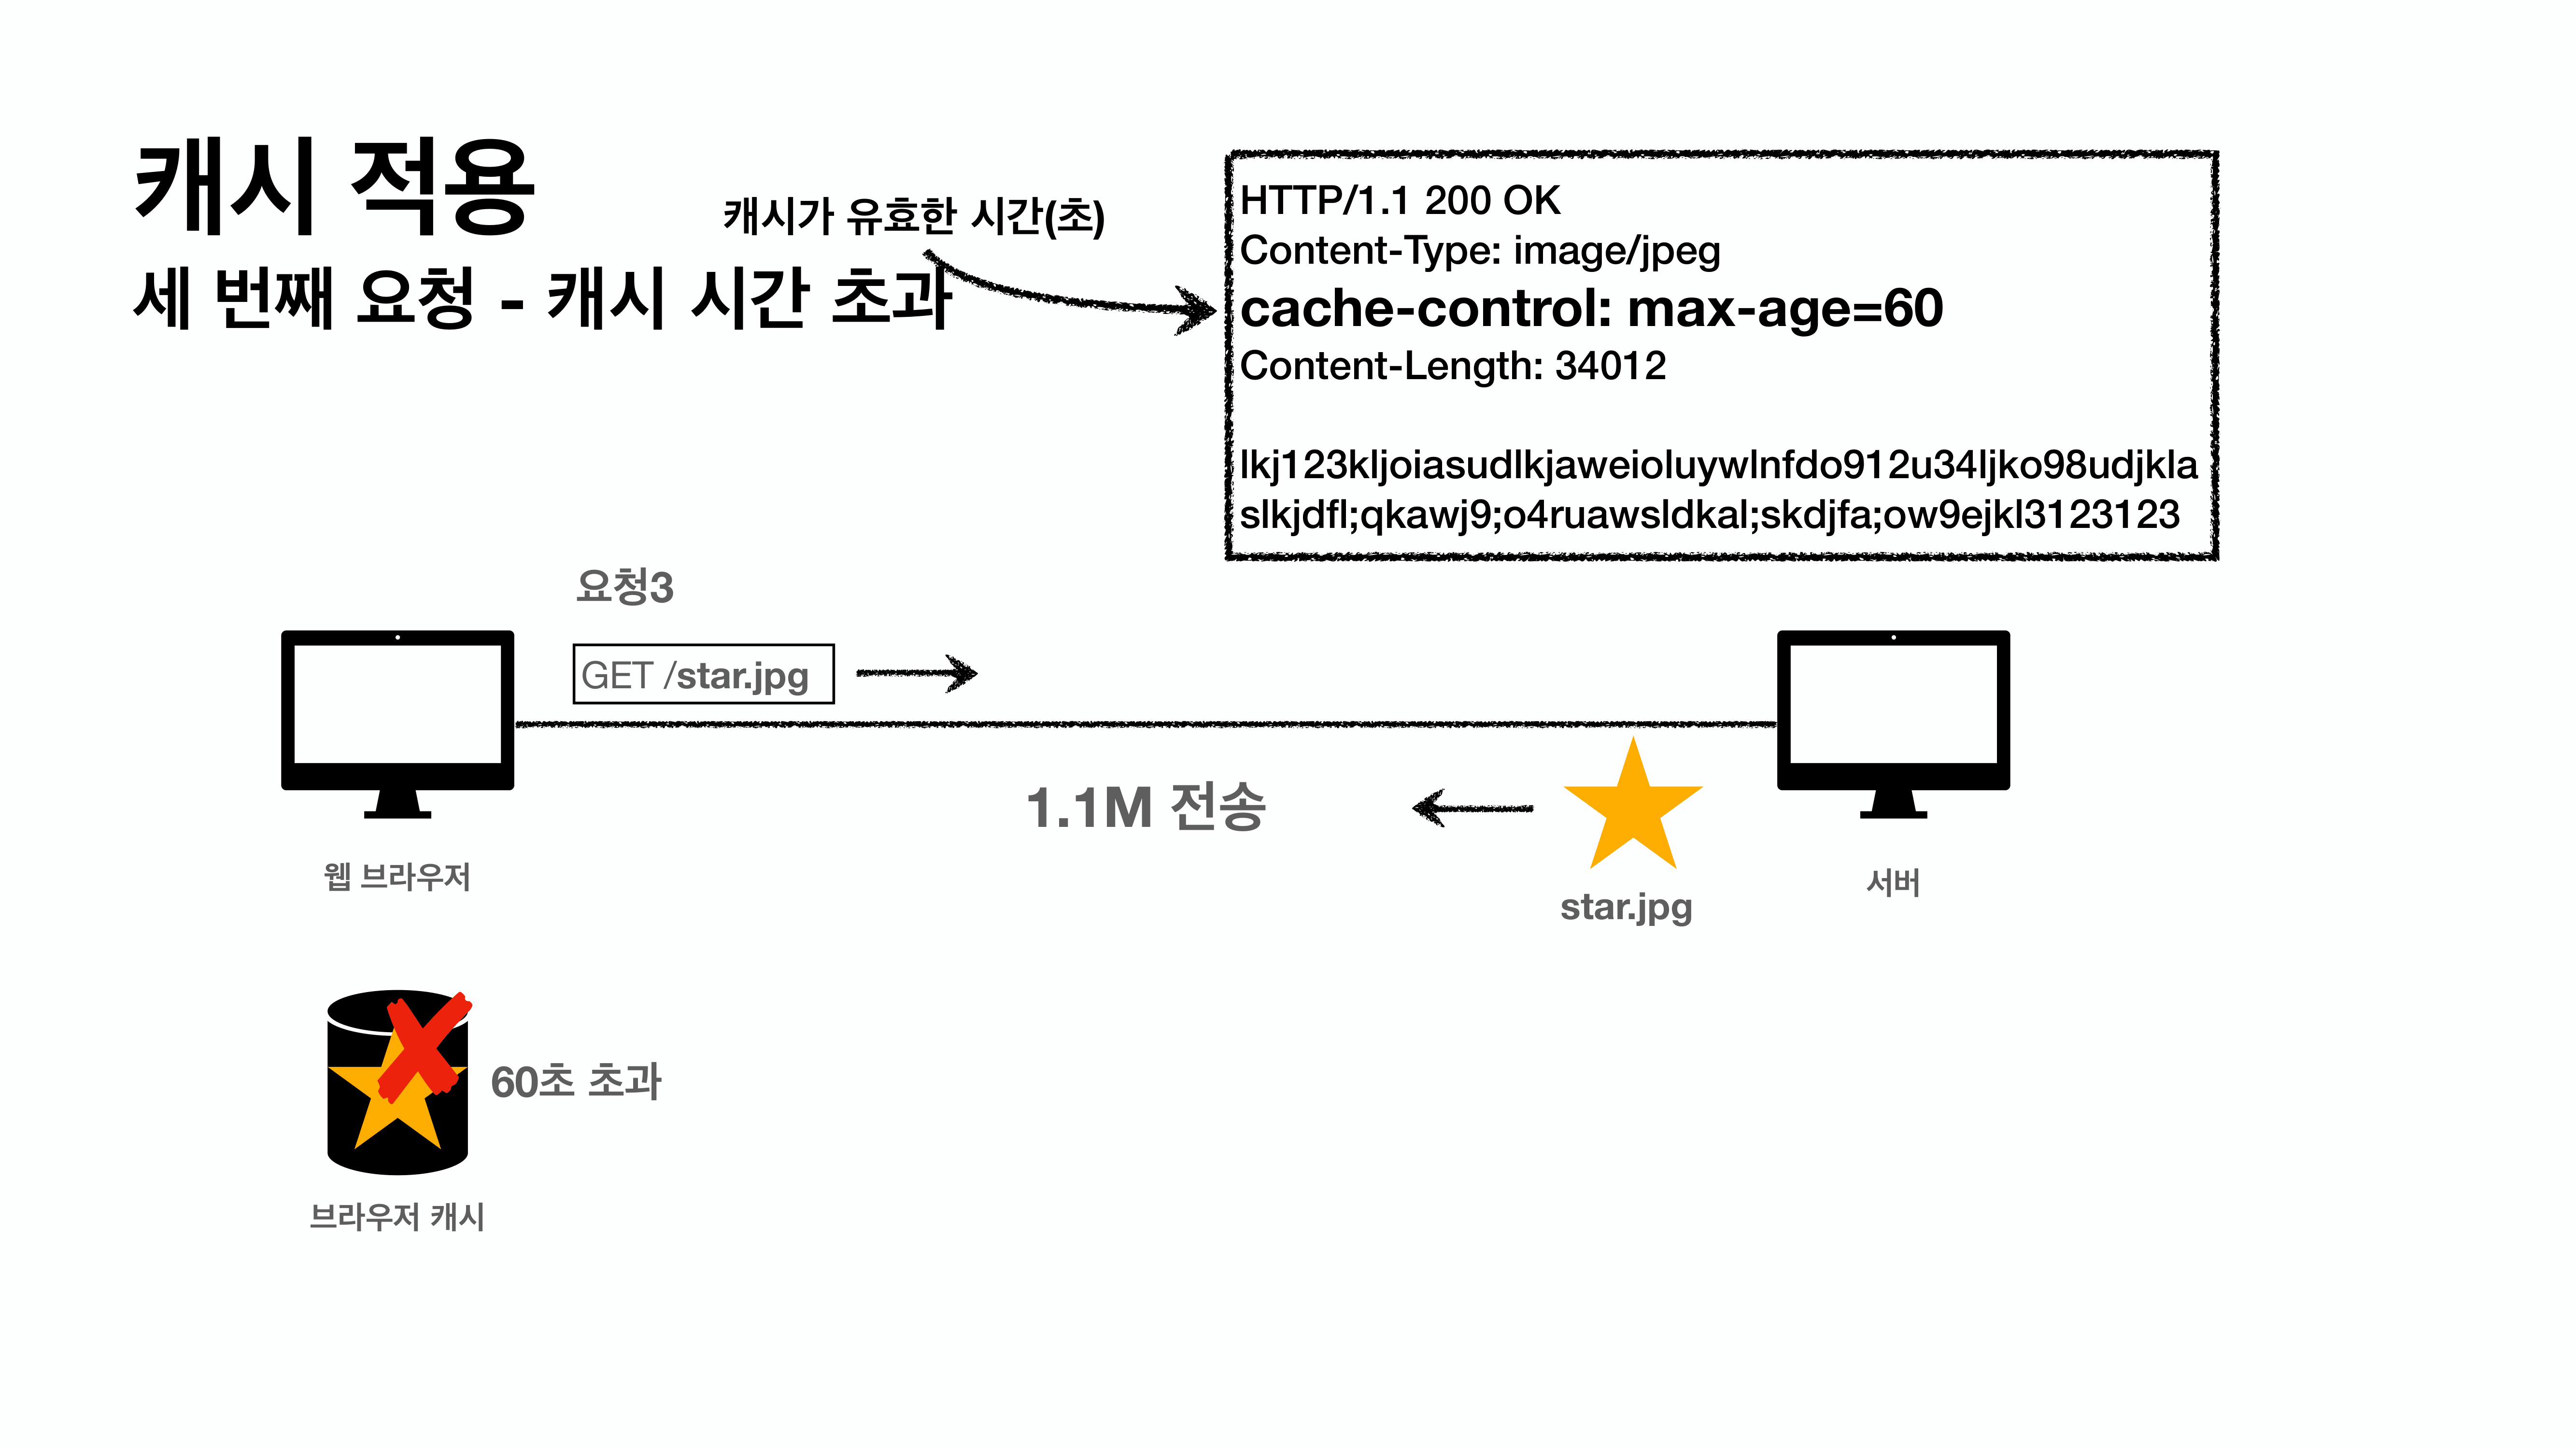 캐시 적용
세 번째 요청 - 캐시 시간 초과
캐시가 유효한 시간(초)
HTTP/1.1 200 OK
Content-Type: image/jpeg
cache-control: max-age=60
Content-Length: 34012
lkj123kljoiasudlkjaweioluywlnfdo912u34ljko98udjkla
slkjdfl;qkawj9;o4ruawsldkal;skdjfa;ow9ejkl3123123
요청3
GET /star.jpg
1.1M 전송
웹 브라우저
star.jpg
서버
60초 초과
브라우저 캐시